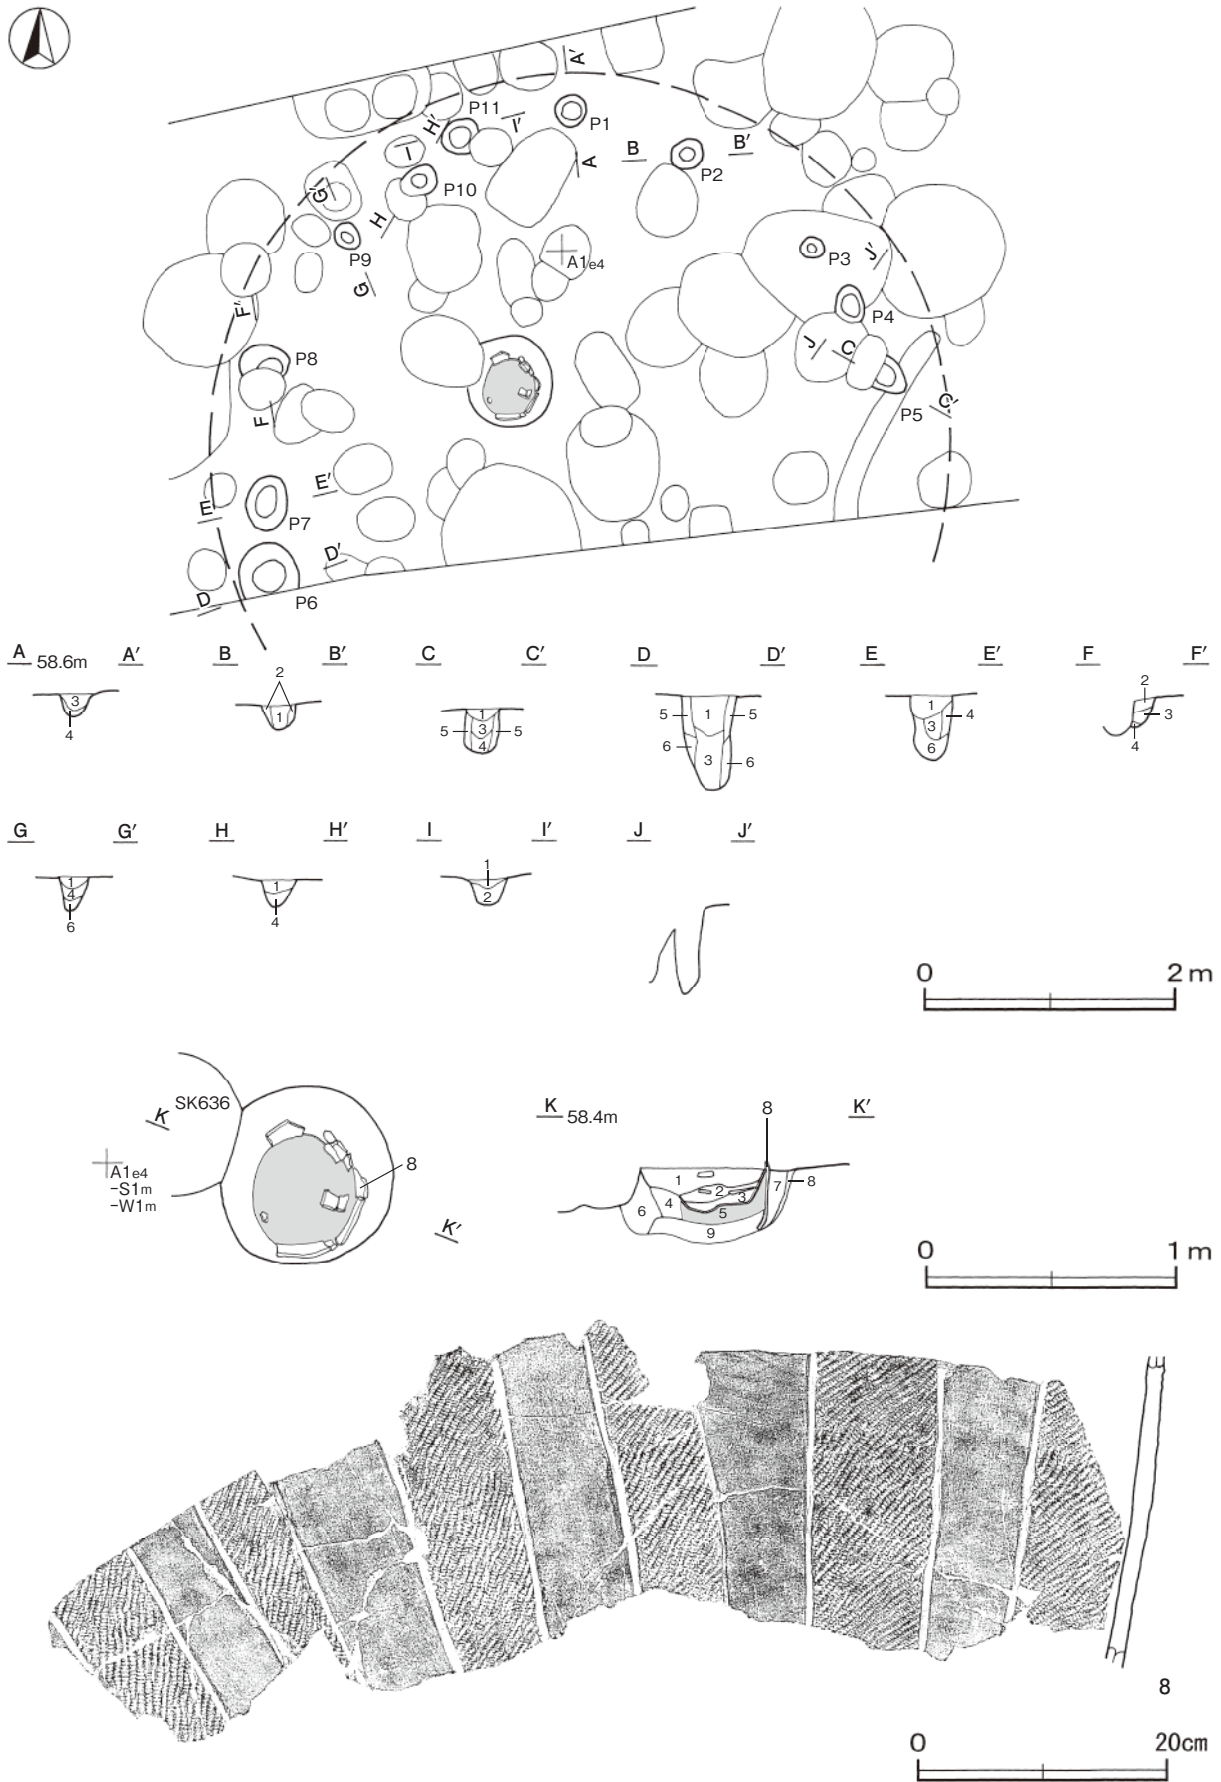 A′
P11
H′
I′
P1
I
A
B
B′
P2
G′
P10
H
P9
P3
J′
A1e4
G
F′
P4
J
C
P8
P5
C′
F
E
E′
P7
D′
D
P6
A 58.6m A′ B B′ C C′ D D′ E E′ F F′
3
4
2
1
1
3
4
5
5
1
3
5
5
6
6
1
3
4
6
2
3
4
G G′ H H′ I I′ J J′
1
4
6
1
4
1
2
0 2 m
K
SK636
A1e4
-S1m
-W1m
8
K′
K 58.4m K′
8
1
2
3
4
5
6
7
8
9
0 1 m
8
0 20cm